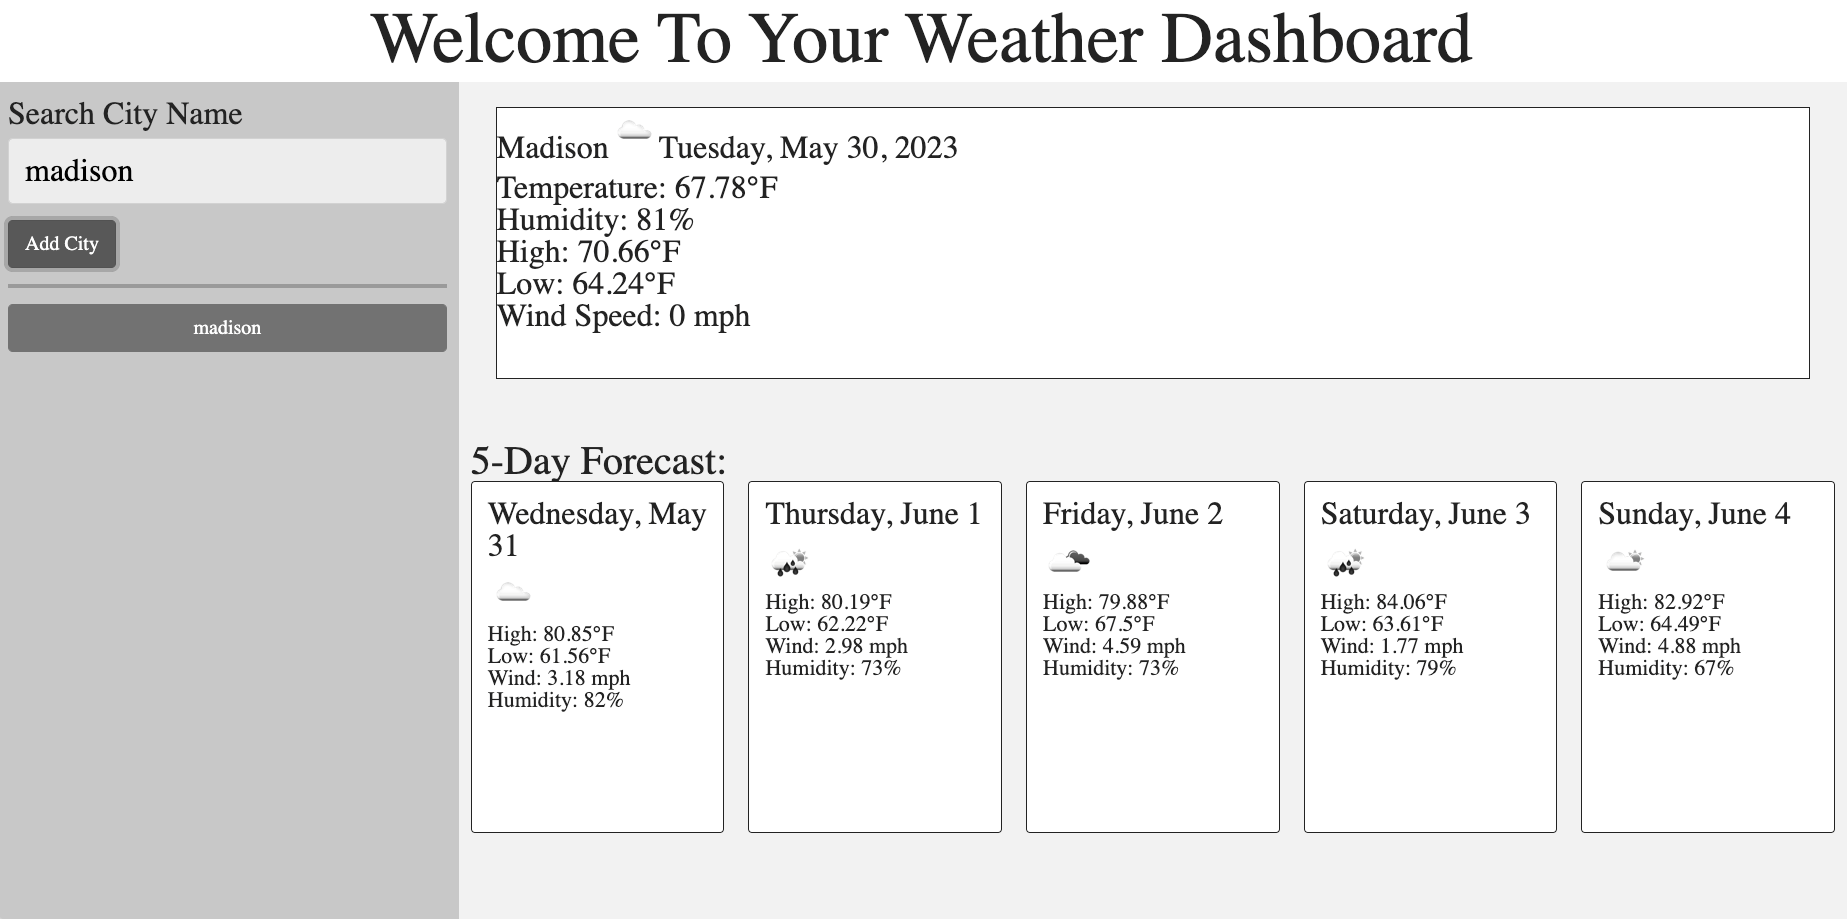 Welcome To Your Weather Dashboard
Search City Name
madison
Add City
madison
Madison Tuesday, May 30, 2023
Temperature: 67.78°F
Humidity: 81%
High: 70.66°F
Low: 64.24°F
Wind Speed: 0 mph
5-Day Forecast:
Wednesday, May
31
High: 80.85°F
Low: 61.56°F
Wind: 3.18 mph
Humidity: 82%
Thursday, June 1
High: 80.19°F
Low: 62.22°F
Wind: 2.98 mph
Humidity: 73%
Friday, June 2
High: 79.88°F
Low: 67.5°F
Wind: 4.59 mph
Humidity: 73%
Saturday, June 3
High: 84.06°F
Low: 63.61°F
Wind: 1.77 mph
Humidity: 79%
Sunday, June 4
High: 82.92°F
Low: 64.49°F
Wind: 4.88 mph
Humidity: 67%